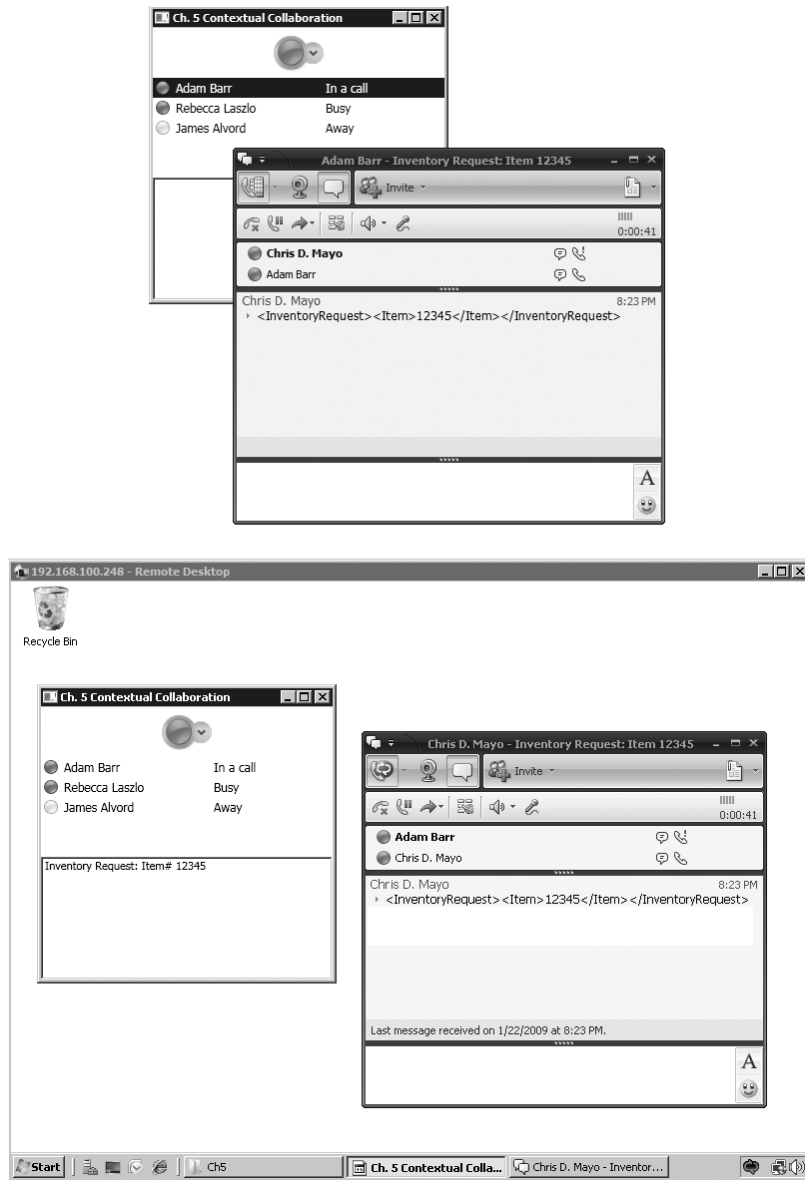 Ch. 5 Contextual Collaboration
Adam Barr In a call
Rebecca Laszlo Busy
James Alvord Away
Adam Barr - Inventory Request: Item 12345
Invite
0:00:41
Chris D. Mayo
Adam Barr
Chris D. Mayo 8:23 PM
<InventoryRequest><Item>12345</Item></InventoryRequest>
A
192.168.100.248 - Remote Desktop
Recycle Bin
Ch. 5 Contextual Collaboration
Adam Barr In a call
Rebecca Laszlo Busy
James Alvord Away
Inventory Request: Item# 12345
Chris D. Mayo - Inventory Request: Item 12345
Invite
0:00:41
Adam Barr
Chris D. Mayo
Chris D. Mayo 8:23 PM
<InventoryRequest><Item>12345</Item></InventoryRequest>
Last message received on 1/22/2009 at 8:23 PM.
A
Start Ch5 Ch. 5 Contextual Colla... Chris D. Mayo - Inventor...